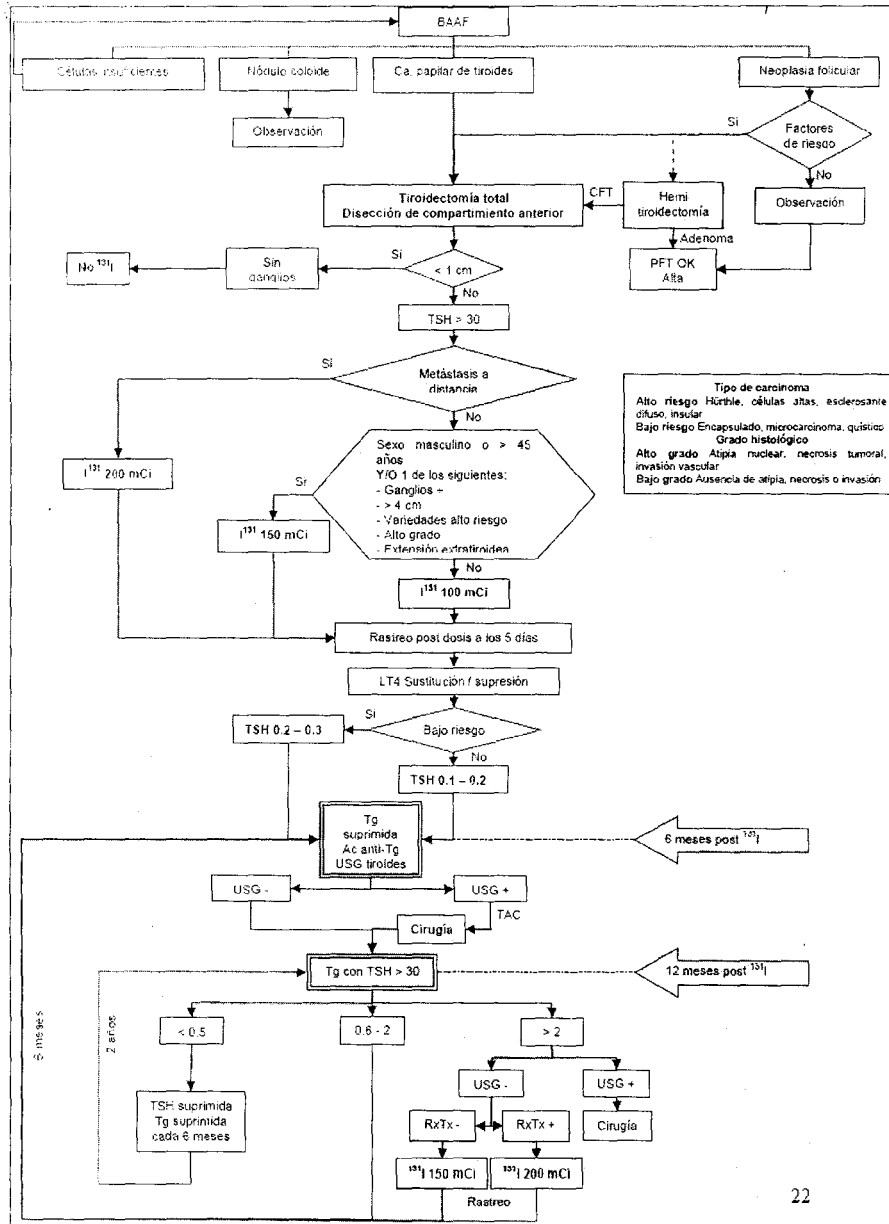 BAAF
Células insuficientes
Nódulo coloide
Ca. papilar de tiroides
Neoplasia folicular
Observación
Si
Factores
de riesgo
No
Tiroidectomía total
Disección de compartimiento anterior
CFT
Hemi
tiroidectomía
Observación
Adenoma
PFT OK
Alta
No ¹³¹I
Sin
ganglios
Si
< 1 cm
No
TSH > 30
Si
Metástasis a
distancia
No
Tipo de carcinoma
Alto riesgo Hürthle, células altas, esclerosante
difuso, insular
Bajo riesgo Encapsulado, microcarcinoma, quístico
Grado histológico
Alto grado Atipia nuclear, necrosis tumoral,
invasión vascular
Bajo grado Ausencia de atipia, necrosis o invasión
Sexo masculino o > 45
años
Y/O 1 de los siguientes:
- Ganglios +
- > 4 cm
- Variedades alto riesgo
- Alto grado
- Extensión extratiroidea
I¹³¹ 200 mCi
Si
I¹³¹ 150 mCi
No
I¹³¹ 100 mCi
Rastreo post dosis a los 5 días
LT4 Sustitución / supresión
Si
TSH 0.2 – 0.3
Bajo riesgo
No
TSH 0.1 – 0.2
Tg
suprimida
Ac anti-Tg
USG tiroides
6 meses post ¹³¹I
USG -
USG +
TAC
Cirugía
Tg con TSH > 30
12 meses post ¹³¹I
6 meses
2 años
< 0.5
0.6 - 2
> 2
TSH suprimida
Tg suprimida
cada 6 meses
USG -
USG +
RxTx -
RxTx +
Cirugía
¹³¹I 150 mCi
¹³¹I 200 mCi
Rastreo
22